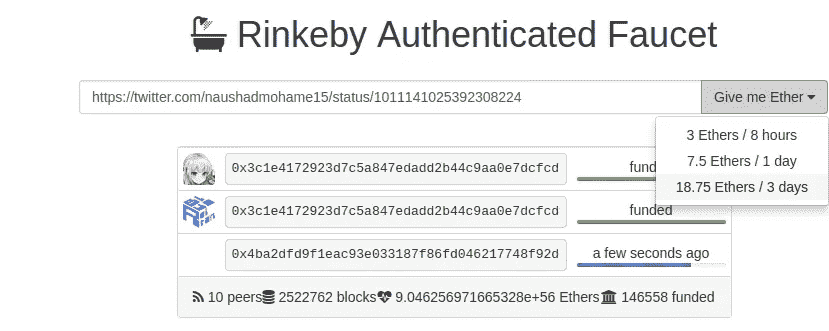 Rinkeby Authenticated Faucet
https://twitter.com/naushadmohame15/status/1011141025392308224 Give me Ether
3 Ethers / 8 hours
7.5 Ethers / 1 day
18.75 Ethers / 3 days
0x3c1e4172923d7c5a847edadd2b44c9aa0e7dcfcd
0x3c1e4172923d7c5a847edadd2b44c9aa0e7dcfcd funded
0x4ba2dfd9f1eac93e033187f86fd046217748f92d a few seconds ago
10 peers 2522762 blocks 9.046256971665328e+56 Ethers 146558 funded